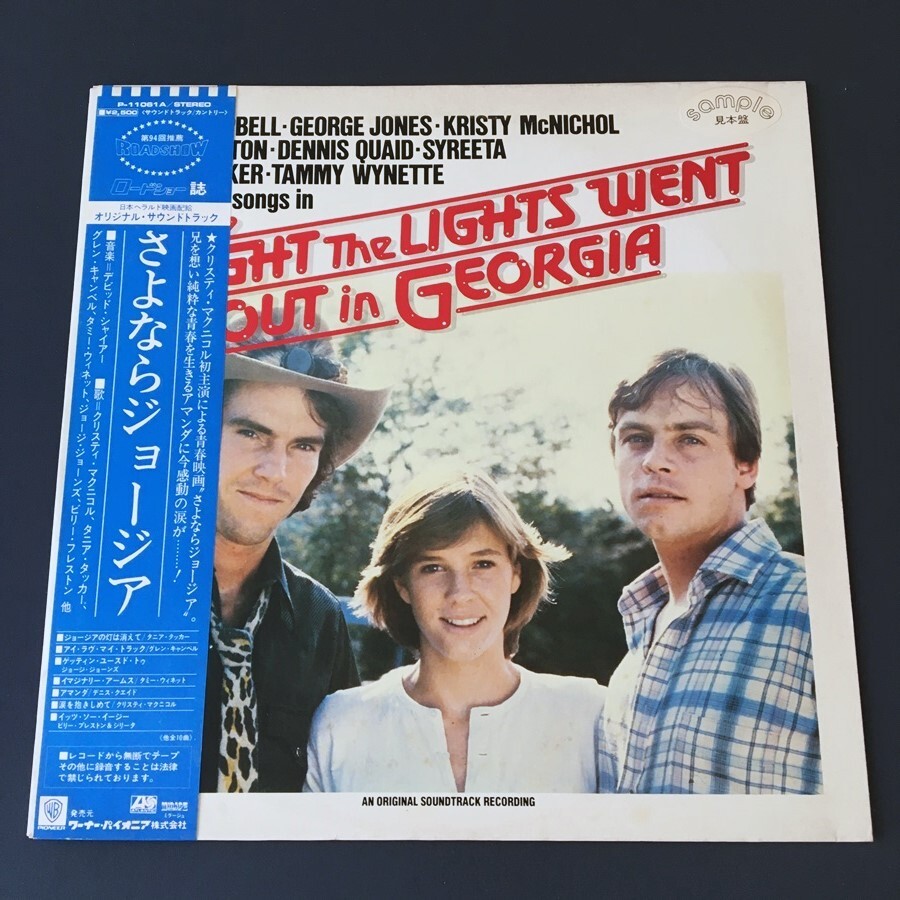 P-11061A/STEREO
■¥2,500〈サウンドトラック/カントリー〉
第94回推薦
ROADSHOW
ロードショー誌
日本ヘラルド映画配給
オリジナル・サウンドトラック
★クリスティ・マクニコル初主演による青春映画“さよならジョージア”。
兄を想い純粋な青春を生きるアマンダに今感動の涙が………!
さよならジョージア
■音楽=デビッド・シャイアー ■歌=クリスティ・マクニコル、タニア・タッカー、
グレン・キャンベル、タミー・ウィネット、ジョージ・ジョーンズ、ビリー・プレストン 他
■ジョージアの灯は消えて/タニア・タッカー
■アイ・ラヴ・マイ・トラック/グレン・キャンベル
■ゲッティン・ユースド・トゥ
ジョージ・ジョーンズ
■イマジナリー・アームス/タミー・ウィネット
■アマンダ/デニス・クエイド
■涙を抱きしめて/クリスティ・マクニコル
■イッツ・ソー・イージー
ビリー・プレストン&シリータ
(他全10曲)
■レコードから無断でテープ
その他に録音することは法律
で禁じられております。
WB
PIONEER
発売元
ワーナー・パイオニア株式会社
ATLANTIC
MIRAGE
ミラージュ
BELL·GEORGE JONES·KRISTY McNICHOL
TON·DENNIS QUAID·SYREETA
KER·TAMMY WYNETTE
songs in
GHT The LIGHTS WENT
OUT in GEORGIA
sample
見本盤
AN ORIGINAL SOUNDTRACK RECORDING